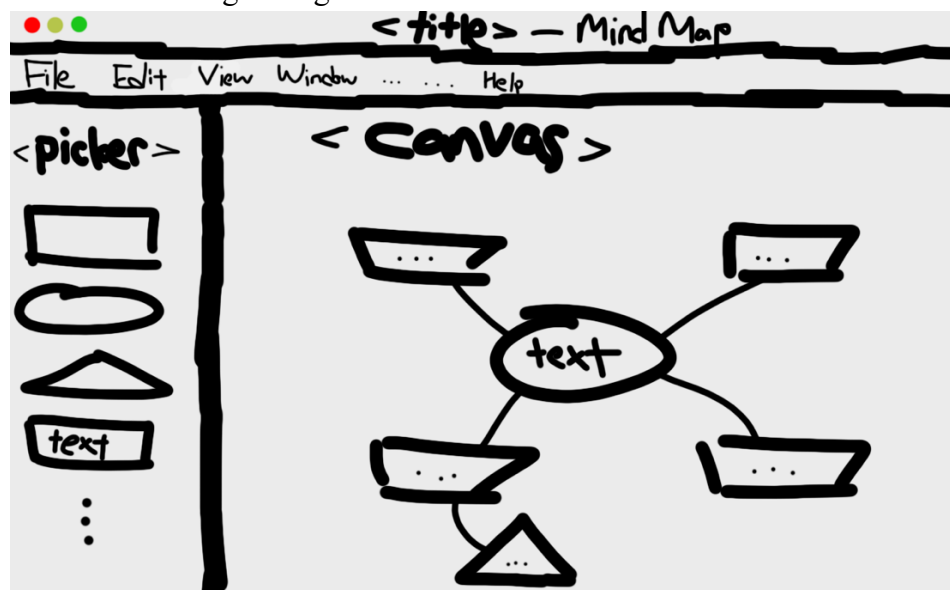 <title> — Mind Map
File Edit View Window ... ... Help
<picker>
<canvas>
...
...
text
text
...
...
...